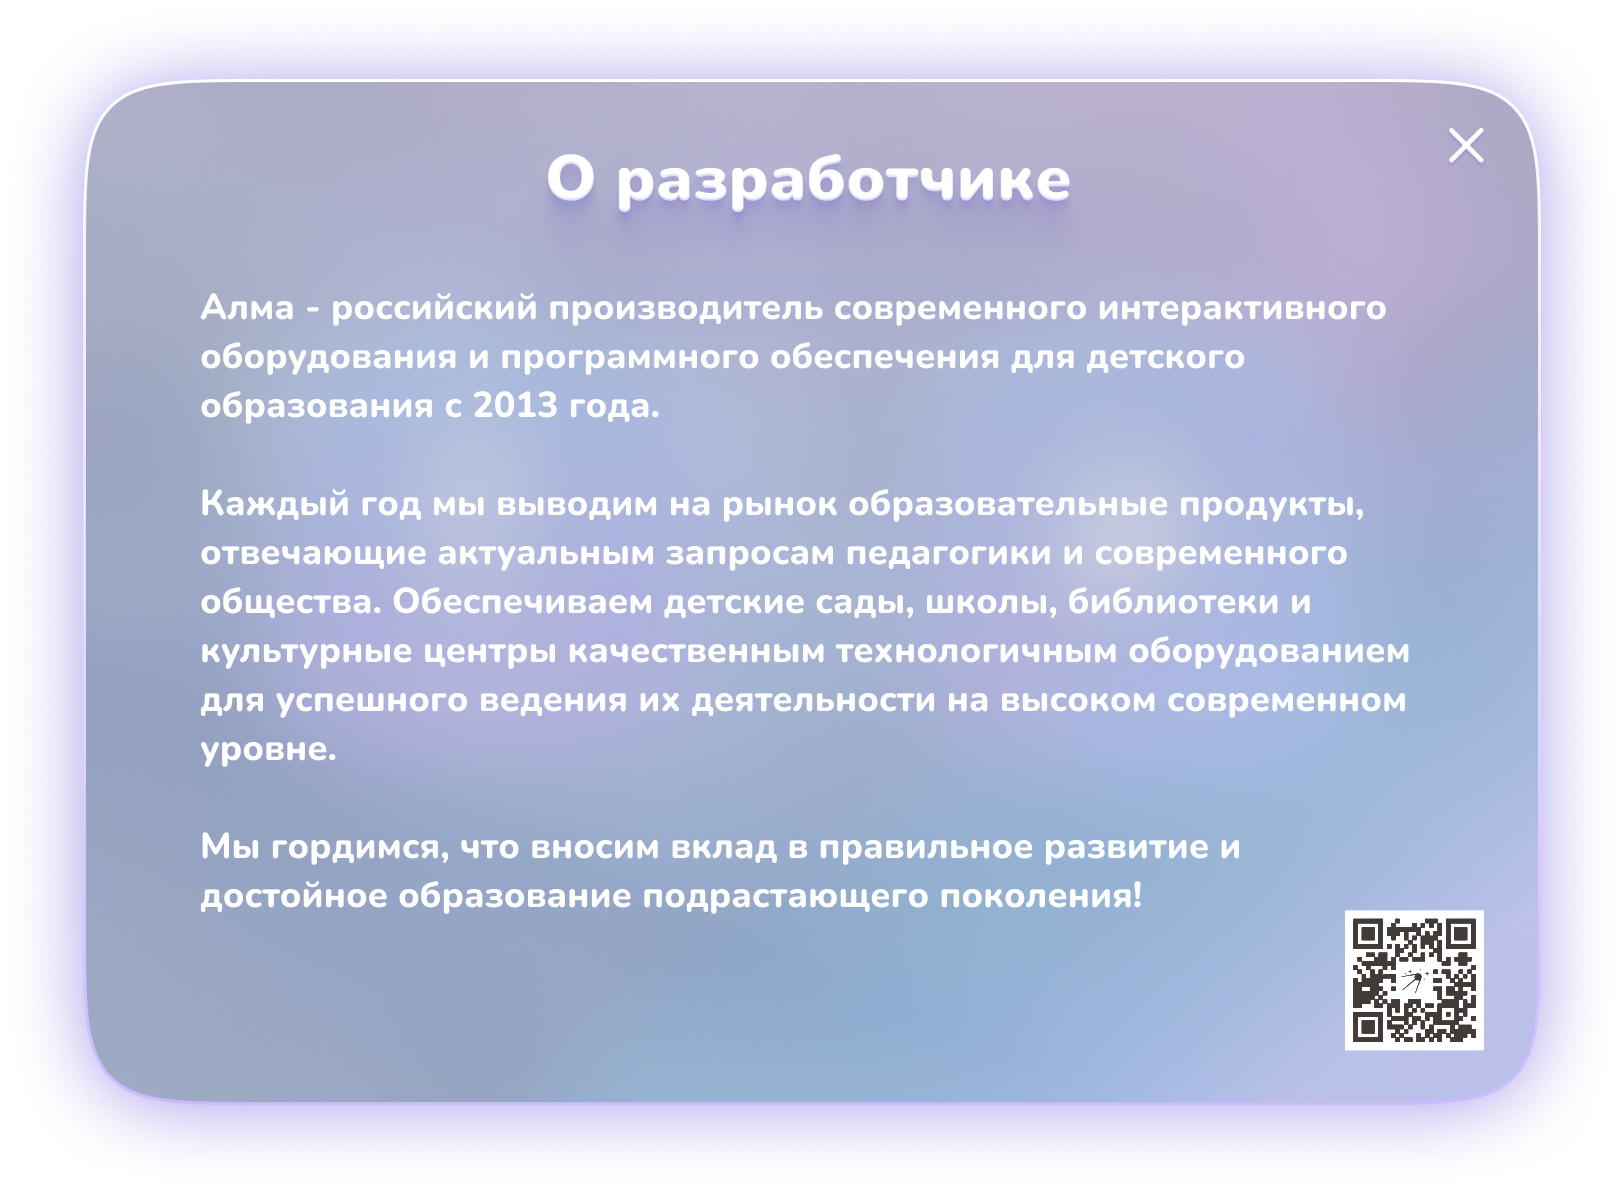 О разработчике
Алма - российский производитель современного интерактивного
оборудования и программного обеспечения для детского
образования с 2013 года.
Каждый год мы выводим на рынок образовательные продукты,
отвечающие актуальным запросам педагогики и современного
общества. Обеспечиваем детские сады, школы, библиотеки и
культурные центры качественным технологичным оборудованием
для успешного ведения их деятельности на высоком современном
уровне.
Мы гордимся, что вносим вклад в правильное развитие и
достойное образование подрастающего поколения!